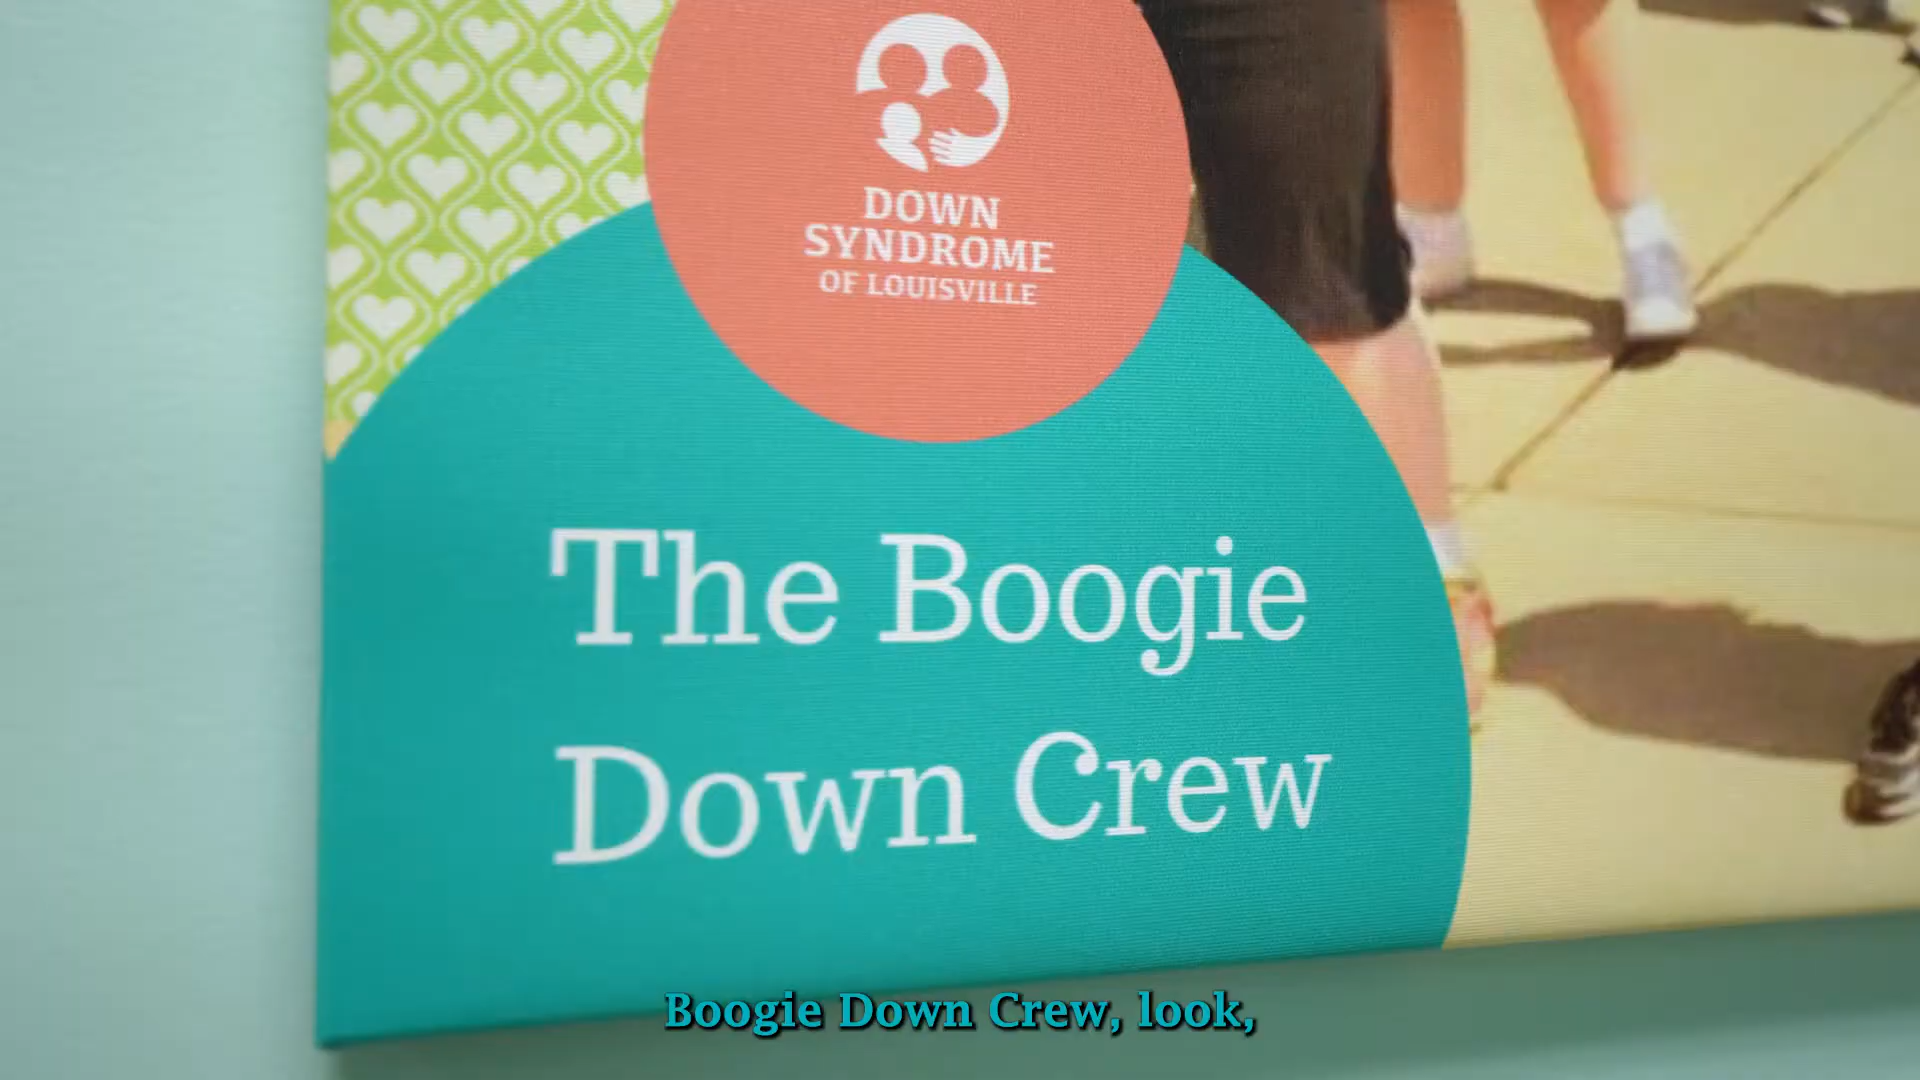 DOWN
SYNDROME
OF LOUISVILLE
The Boogie
Down Crew
Boogie Down Crew, look,